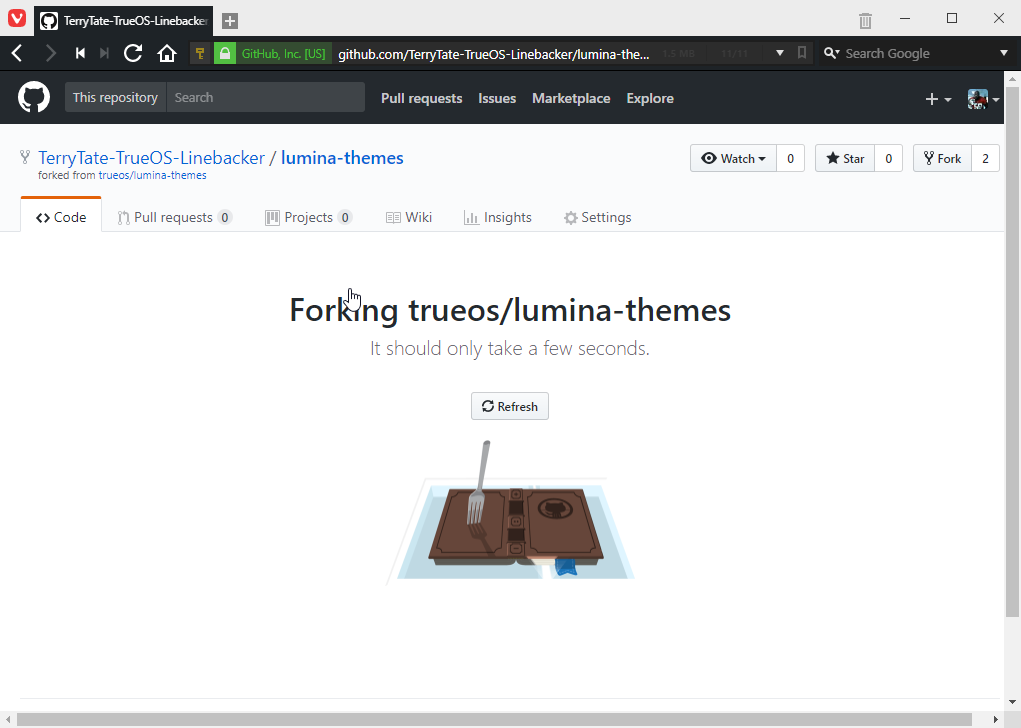 TerryTate-TrueOS-Linebacker
GitHub, Inc. [US] github.com/TerryTate-TrueOS-Linebacker/lumina-the... 1.5 MB 11/11 Search Google
This repository Search Pull requests Issues Marketplace Explore
TerryTate-TrueOS-Linebacker / lumina-themes
forked from trueos/lumina-themes
Watch 0 Star 0 Fork 2
Code Pull requests 0 Projects 0 Wiki Insights Settings
Forking trueos/lumina-themes
It should only take a few seconds.
Refresh